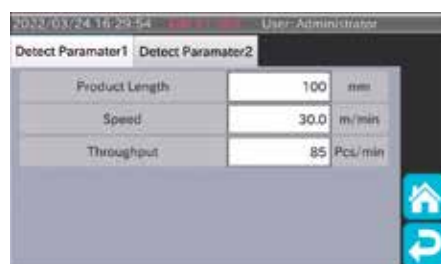 2022/03/24 16:29:54 User: Administrator
Detect Paramater1 Detect Paramater2
Product Length 100 mm
Speed 30.0 m/min
Throughput 85 Pcs/min